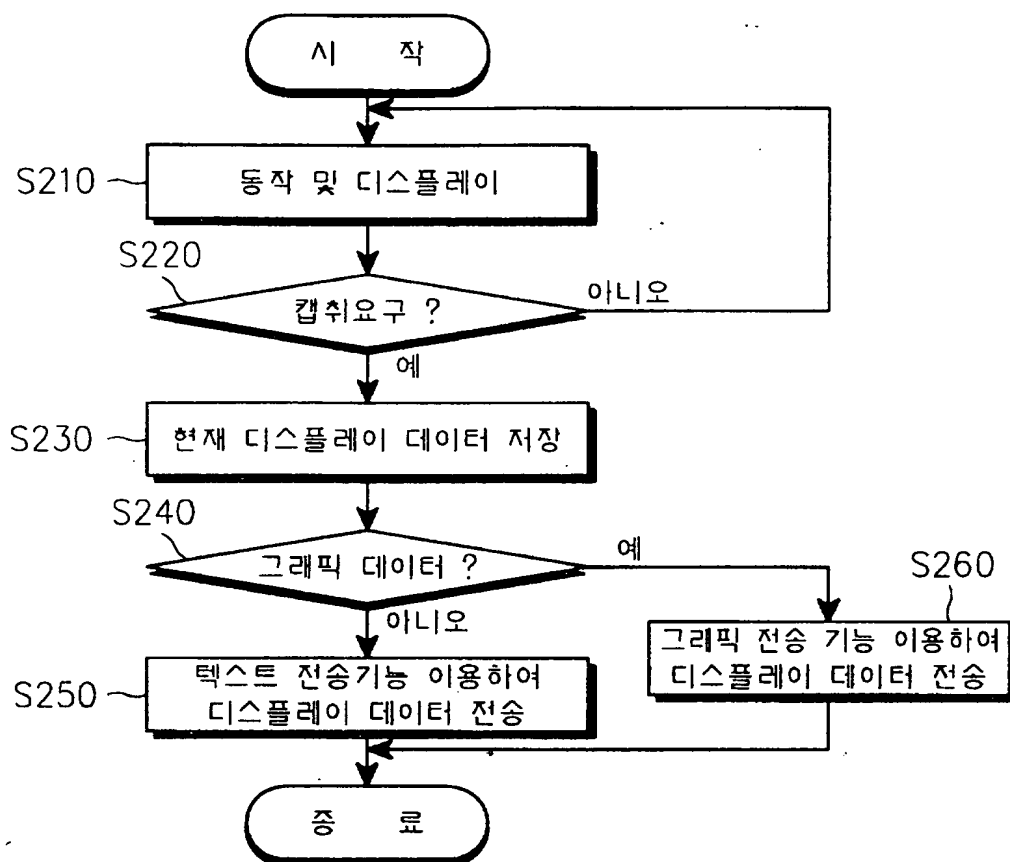 시 작
S210
동작 및 디스플레이
S220
캡취요구 ?
아니오
예
S230
현재 디스플레이 데이터 저장
S240
그래픽 데이터 ?
예
아니오
S260
그래픽 전송 기능 이용하여
디스플레이 데이터 전송
S250
텍스트 전송기능 이용하여
디스플레이 데이터 전송
종 료